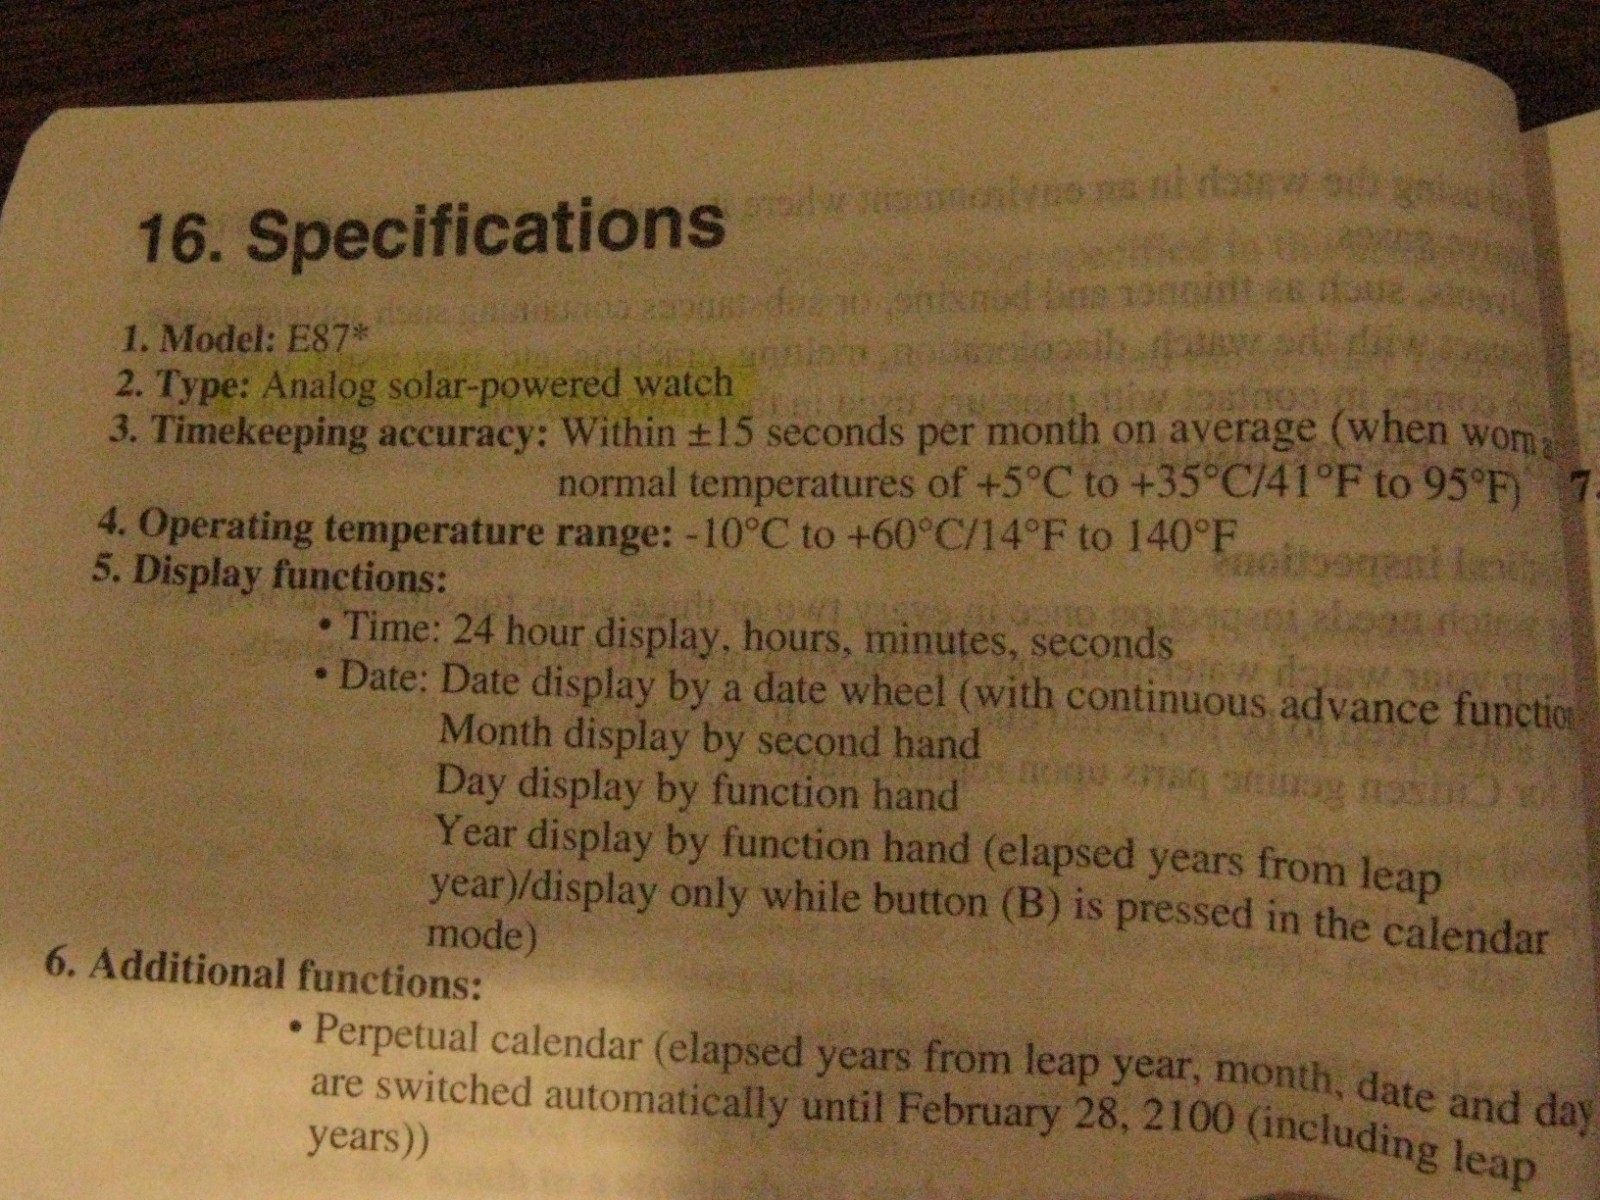 16. Specifications
1. Model: E87*
2. Type: Analog solar-powered watch
3. Timekeeping accuracy: Within ±15 seconds per month on average (when worn
normal temperatures of +5°C to +35°C/41°F to 95°F)
4. Operating temperature range: -10°C to +60°C/14°F to 140°F
5. Display functions:
• Time: 24 hour display, hours, minutes, seconds
• Date: Date display by a date wheel (with continuous advance function
Month display by second hand
Day display by function hand
Year display by function hand (elapsed years from leap
year)/display only while button (B) is pressed in the calendar
mode)
6. Additional functions:
• Perpetual calendar (elapsed years from leap year, month, date and day
are switched automatically until February 28, 2100 (including leap
years))
7.